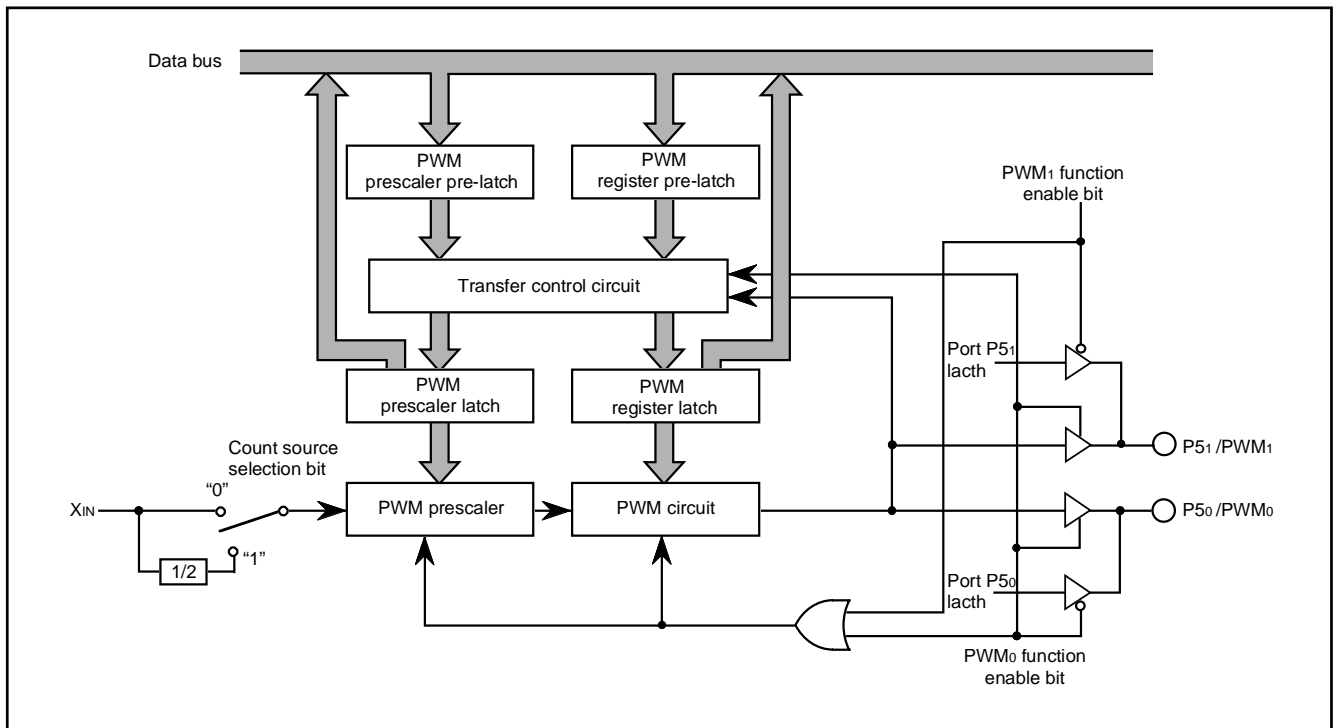 Data bus
PWM
prescaler pre-latch
PWM
register pre-latch
PWM1 function
enable bit
Transfer control circuit
Port P51
lacth
PWM
prescaler latch
PWM
register latch
Count source
selection bit
P51 /PWM1
“0”
XIN
PWM prescaler
PWM circuit
P50 /PWM0
“1”
1/2
Port P50
lacth
PWM0 function
enable bit